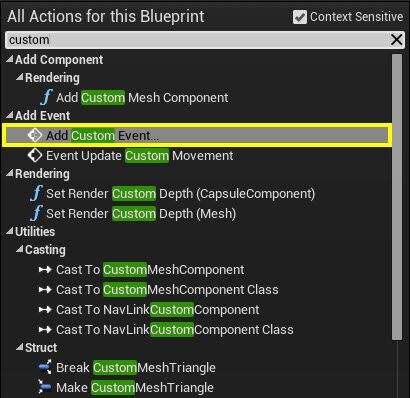 All Actions for this Blueprint
Context Sensitive
custom
Add Component
Rendering
Add Custom Mesh Component
Add Event
Add Custom Event...
Event Update Custom Movement
Rendering
Set Render Custom Depth (CapsuleComponent)
Set Render Custom Depth (Mesh)
Utilities
Casting
Cast To CustomMeshComponent
Cast To CustomMeshComponent Class
Cast To NavLinkCustomComponent
Cast To NavLinkCustomComponent Class
Struct
Break CustomMeshTriangle
Make CustomMeshTriangle